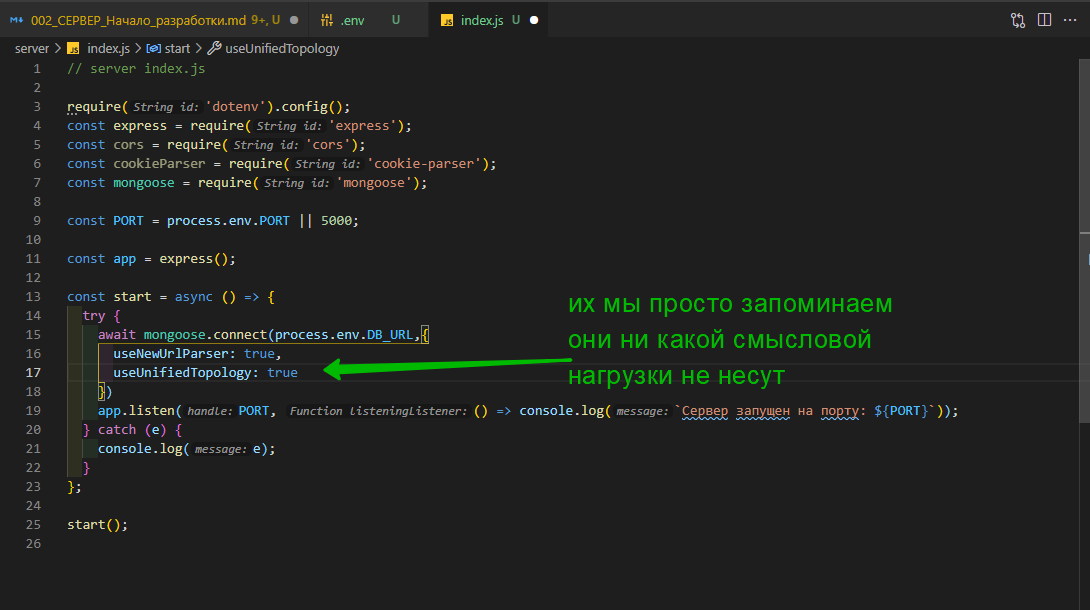 002_СЕРВЕР_Начало_разработки.md 9+, U
.env U
JS index.js U
server > JS index.js > start > useUnifiedTopology
1 // server index.js
2
3 require( String id: 'dotenv').config();
4 const express = require( String id: 'express');
5 const cors = require( String id: 'cors');
6 const cookieParser = require( String id: 'cookie-parser');
7 const mongoose = require( String id: 'mongoose');
8
9 const PORT = process.env.PORT || 5000;
10
11 const app = express();
12
13 const start = async () => {
14 try {
15 await mongoose.connect(process.env.DB_URL,{
16 useNewUrlParser: true,
17 useUnifiedTopology: true
18 })
19 app.listen( handle: PORT, Function listeningListener: () => console.log( message: `Сервер запущен на порту: ${PORT}`));
20 } catch (e) {
21 console.log( message: e);
22 }
23 };
24
25 start();
26
их мы просто запоминаем
они ни какой смысловой
нагрузки не несут